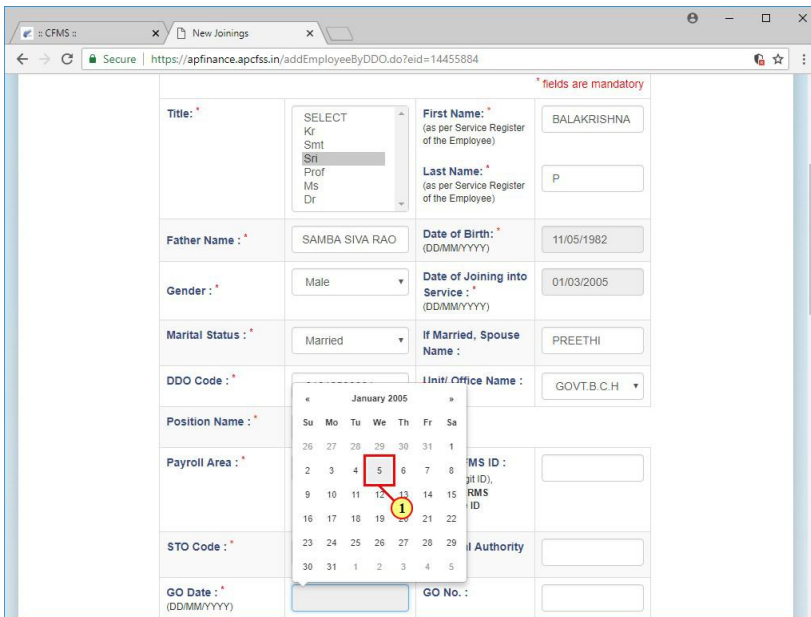 :: CFMS ::
New Joinings
Secure https://apfinance.apcfss.in/addEmployeeByDDO.do?eid=14455884
* fields are mandatory
Title: *
SELECT
Kr
Smt
Sri
Prof
Ms
Dr
First Name: *
(as per Service Register
of the Employee)
BALAKRISHNA
Last Name: *
(as per Service Register
of the Employee)
P
Father Name : *
SAMBA SIVA RAO
Date of Birth: *
(DD/MM/YYYY)
11/05/1982
Gender : *
Male
Date of Joining into
Service : *
(DD/MM/YYYY)
01/03/2005
Marital Status : *
Married
If Married, Spouse
Name :
PREETHI
DDO Code : *
Unit/ Office Name :
GOVT.B.C.H
Position Name : *
« January 2005 »
Su Mo Tu We Th Fr Sa
26 27 28 29 30 31 1
2 3 4 5 6 7 8
9 10 11 12 13 14 15
16 17 18 19 20 21 22
23 24 25 26 27 28 29
30 31 1 2 3 4 5
1
Payroll Area : *
FMS ID :
git ID),
RMS
ID
STO Code : *
l Authority
GO Date : *
(DD/MM/YYYY)
GO No. :